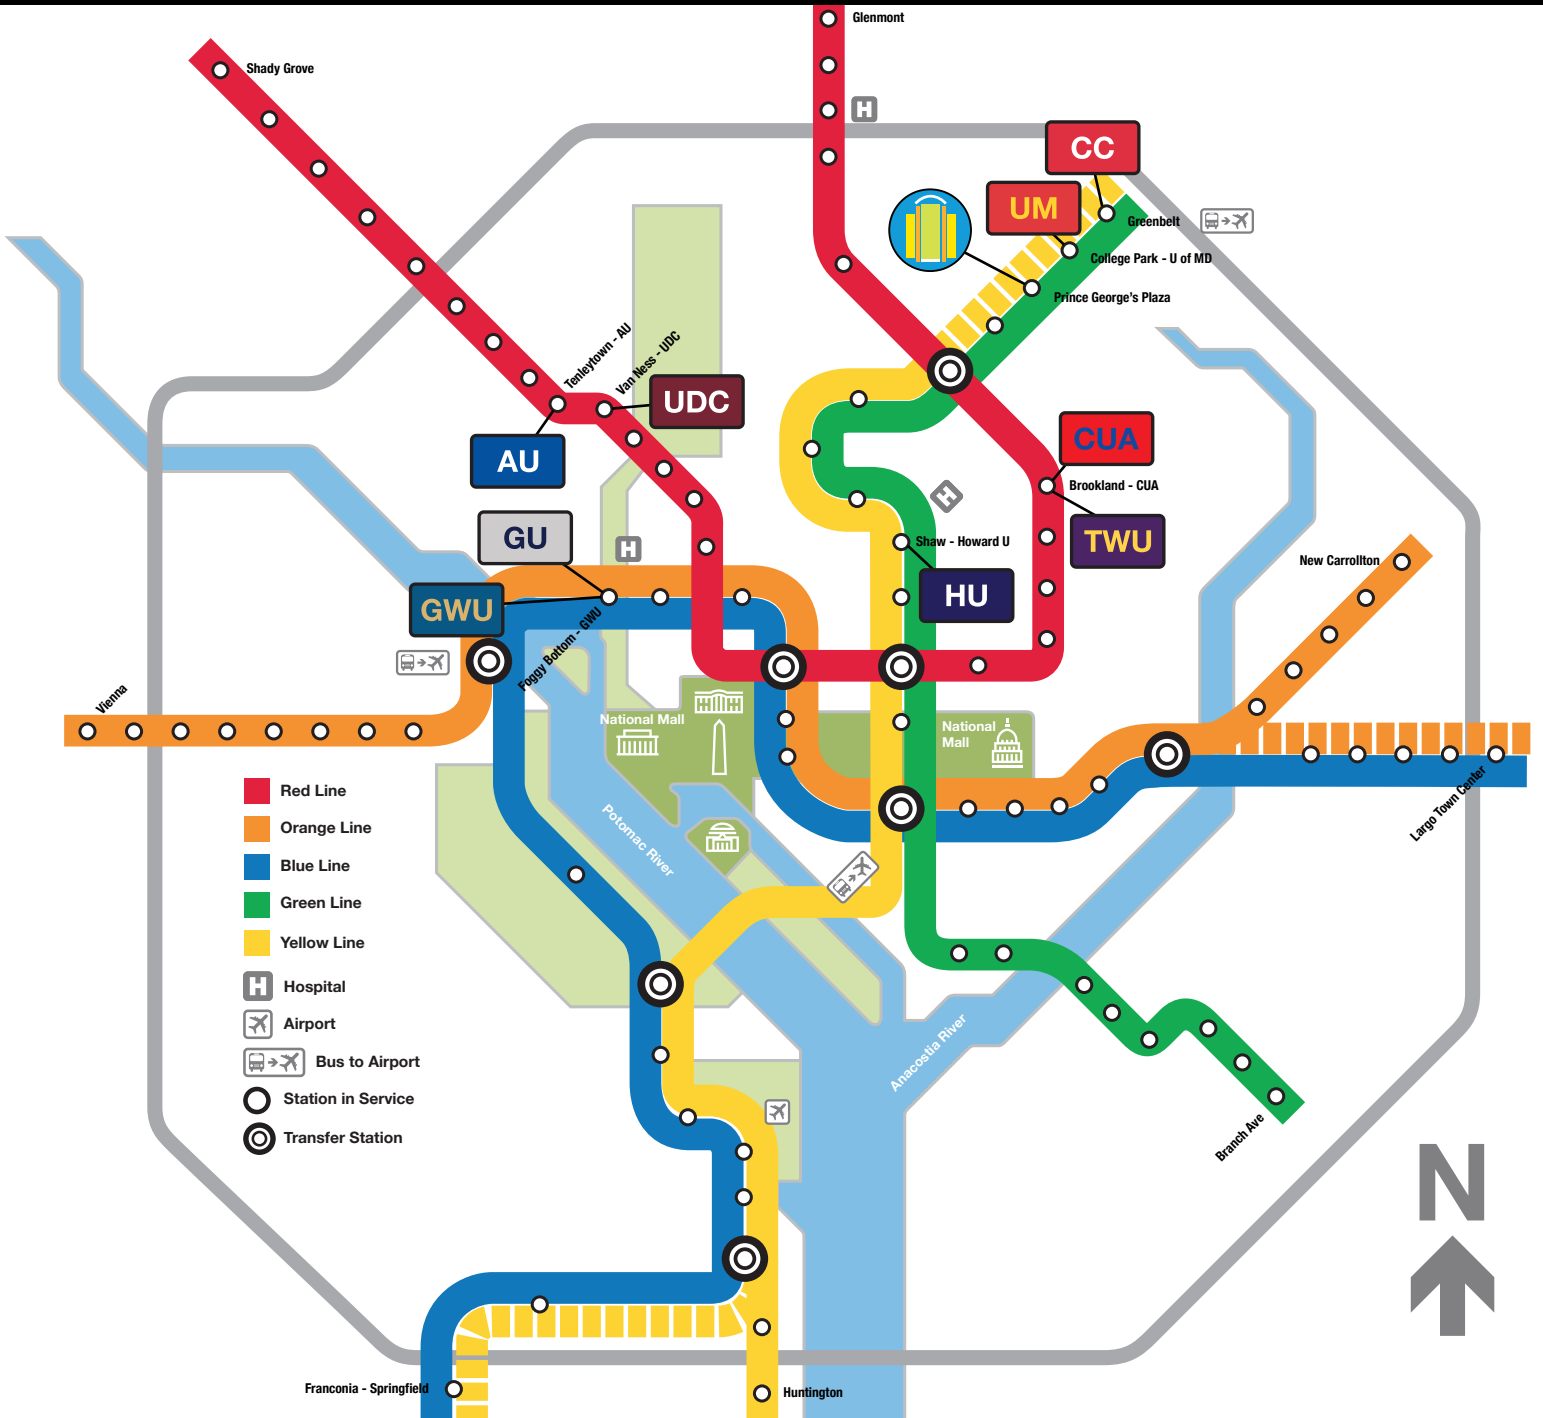 Glenmont
Shady Grove
H
CC
UM
Greenbelt
College Park - U of MD
Prince George's Plaza
Tenleytown - AU
Van Ness - UDC
UDC
AU
CUA
Brookland - CUA
H
GU
H
Shaw - Howard U
TWU
New Carrollton
GWU
HU
Foggy Bottom - GWU
Vienna
National Mall
National
Mall
Red Line
Orange Line
Blue Line
Green Line
Yellow Line
H Hospital
Airport
Bus to Airport
Station in Service
Transfer Station
Potomac River
Largo Town Center
Anacostia River
Branch Ave
N
Franconia - Springfield
Huntington